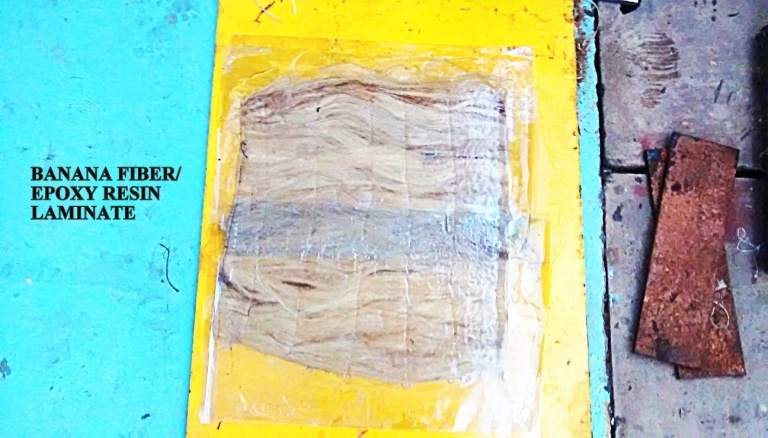 BANANA FIBER/
EPOXY RESIN
LAMINATE